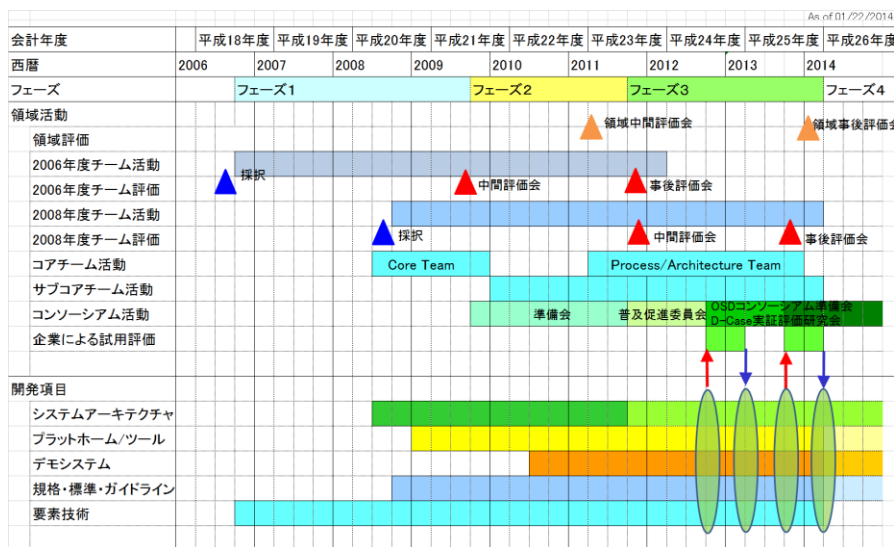 As of 01/22/2014
会計年度 平成18年度 平成19年度 平成20年度 平成21年度 平成22年度 平成23年度 平成24年度 平成25年度 平成26年度
西暦 2006 2007 2008 2009 2010 2011 2012 2013 2014
フェーズ フェーズ1 フェーズ2 フェーズ3 フェーズ4
領域活動
領域中間評価会 領域事後評価会
領域評価
2006年度チーム活動
採択
2006年度チーム評価 中間評価会 事後評価会
2008年度チーム活動
2008年度チーム評価 採択 中間評価会 事後評価会
コアチーム活動 Core Team Process/Architecture Team
サブコアチーム活動
OSDコンソーシアム準備会
コンソーシアム活動 準備会 普及促進委員会
D-Case実証評価研究会
企業による試用評価
開発項目
システムアーキテクチャ
プラットホーム/ツール
デモシステム
規格・標準・ガイドライン
要素技術